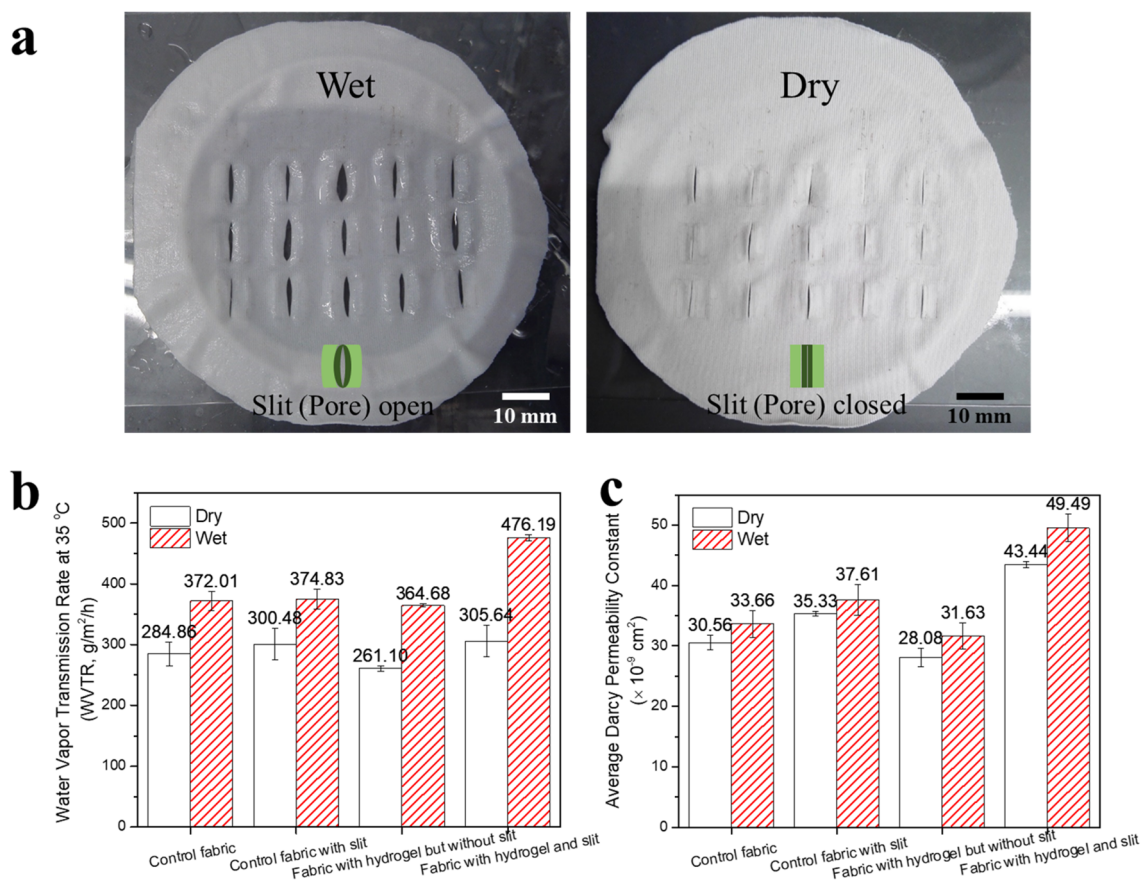 a
Wet
Slit (Pore) open
10 mm
Dry
Slit (Pore) closed
10 mm
b
Water Vapor Transmission Rate at 35 °C
(WVTR, g/m²/h)
500
400
300
200
100
0
Dry
Wet
284.86
372.01
300.48
374.83
261.10
364.68
305.64
476.19
Control fabric
Control fabric with slit
Fabric with hydrogel but without slit
Fabric with hydrogel and slit
c
Average Darcy Permeability Constant
(× 10⁻⁹ cm²)
50
40
30
20
10
0
Dry
Wet
30.56
33.66
35.33
37.61
28.08
31.63
43.44
49.49
Control fabric
Control fabric with slit
Fabric with hydrogel but without slit
Fabric with hydrogel and slit